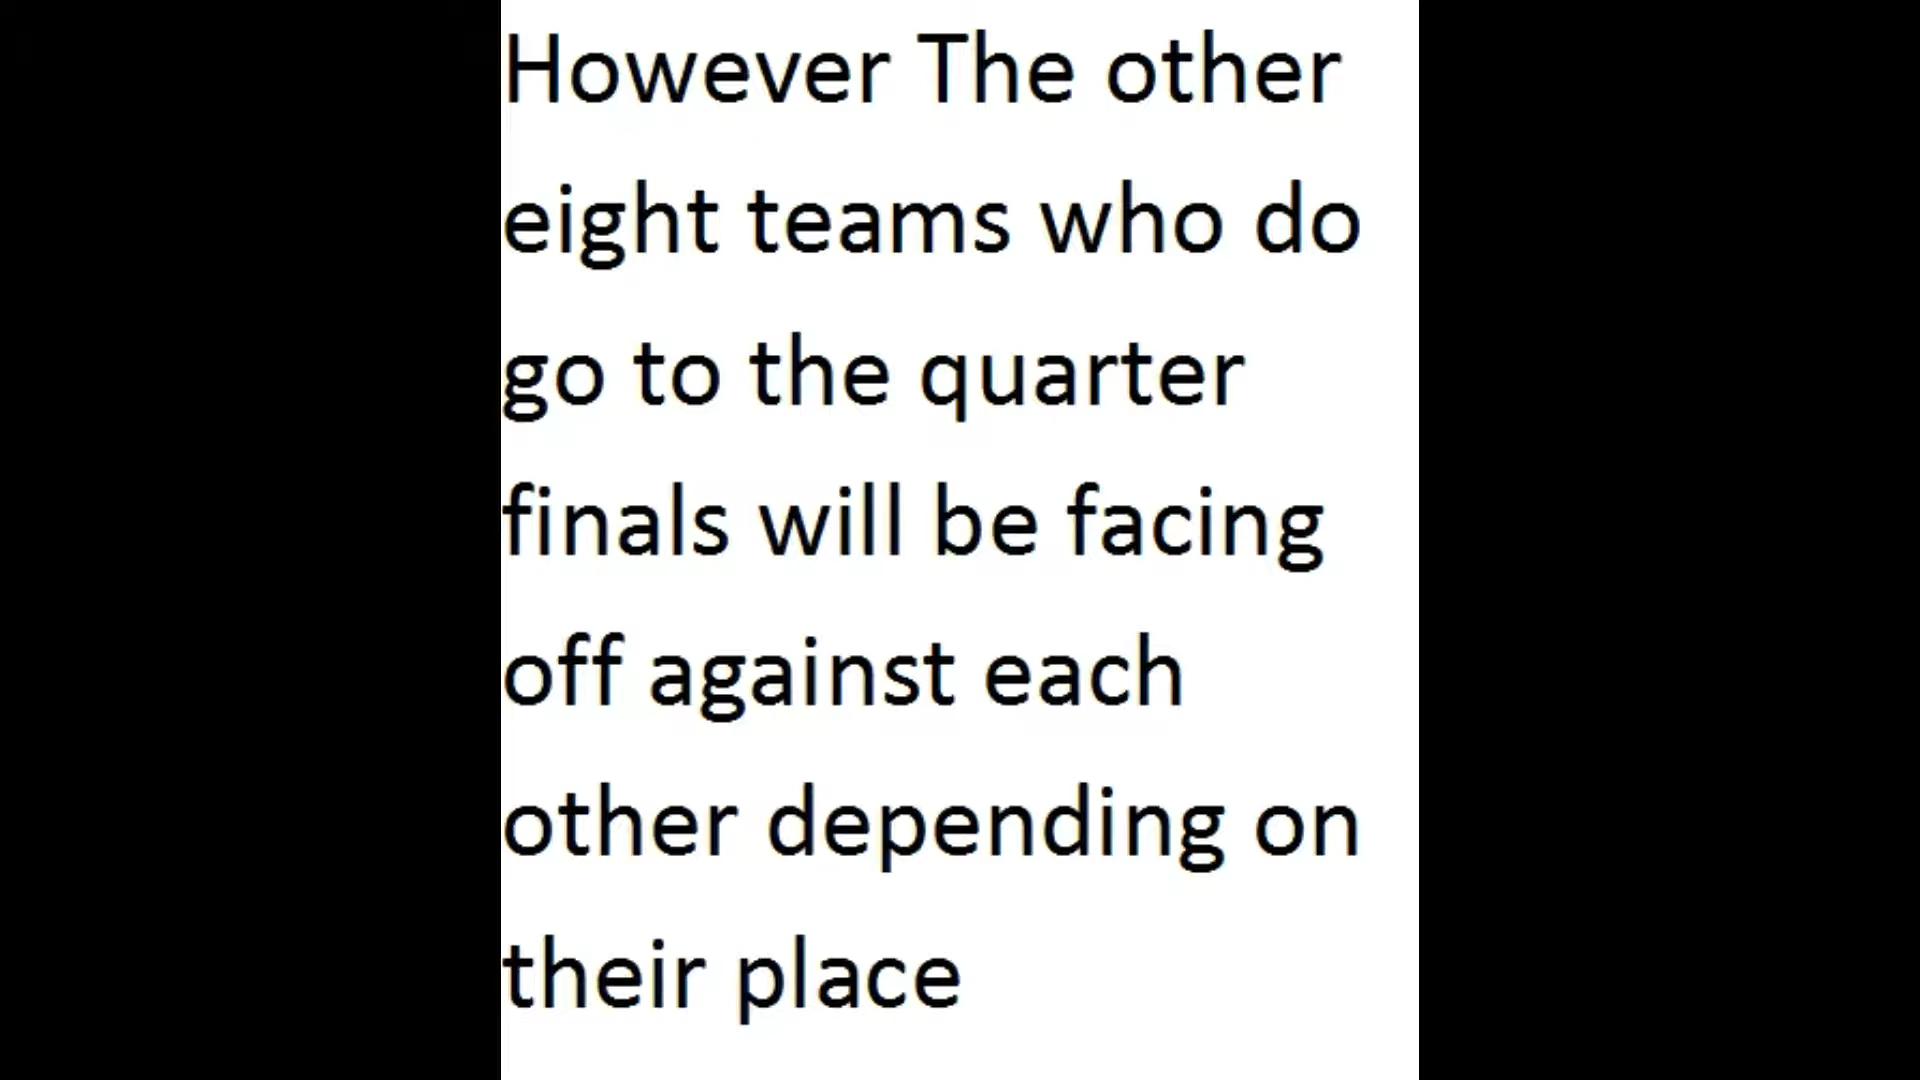 However The other
eight teams who do
go to the quarter
finals will be facing
off against each
other depending on
their place